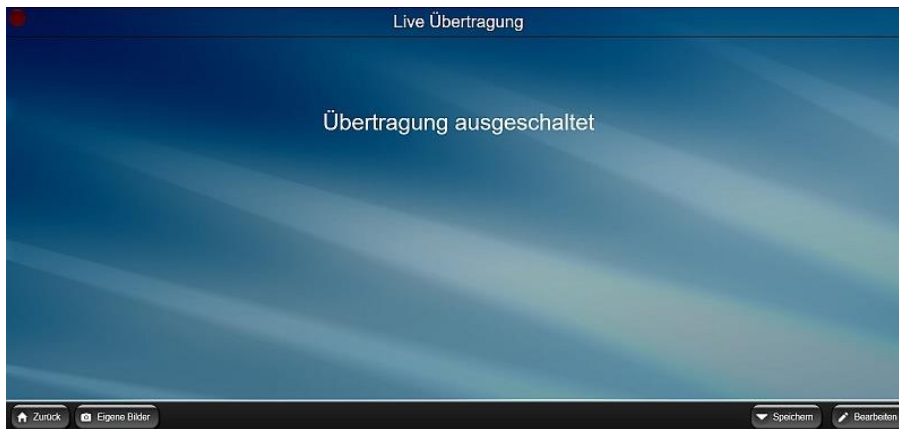 Live Übertragung
Übertragung ausgeschaltet
Zurück Eigene Bilder Speichern Bearbeiten